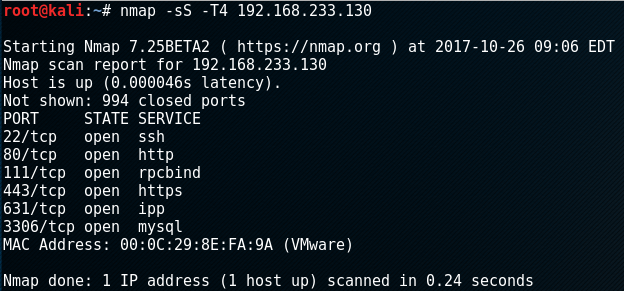 root@kali:~# nmap -sS -T4 192.168.233.130
Starting Nmap 7.25BETA2 ( https://nmap.org ) at 2017-10-26 09:06 EDT
Nmap scan report for 192.168.233.130
Host is up (0.000046s latency).
Not shown: 994 closed ports
PORT     STATE SERVICE
22/tcp   open  ssh
80/tcp   open  http
111/tcp  open  rpcbind
443/tcp  open  https
631/tcp  open  ipp
3306/tcp open  mysql
MAC Address: 00:0C:29:8E:FA:9A (VMware)
Nmap done: 1 IP address (1 host up) scanned in 0.24 seconds